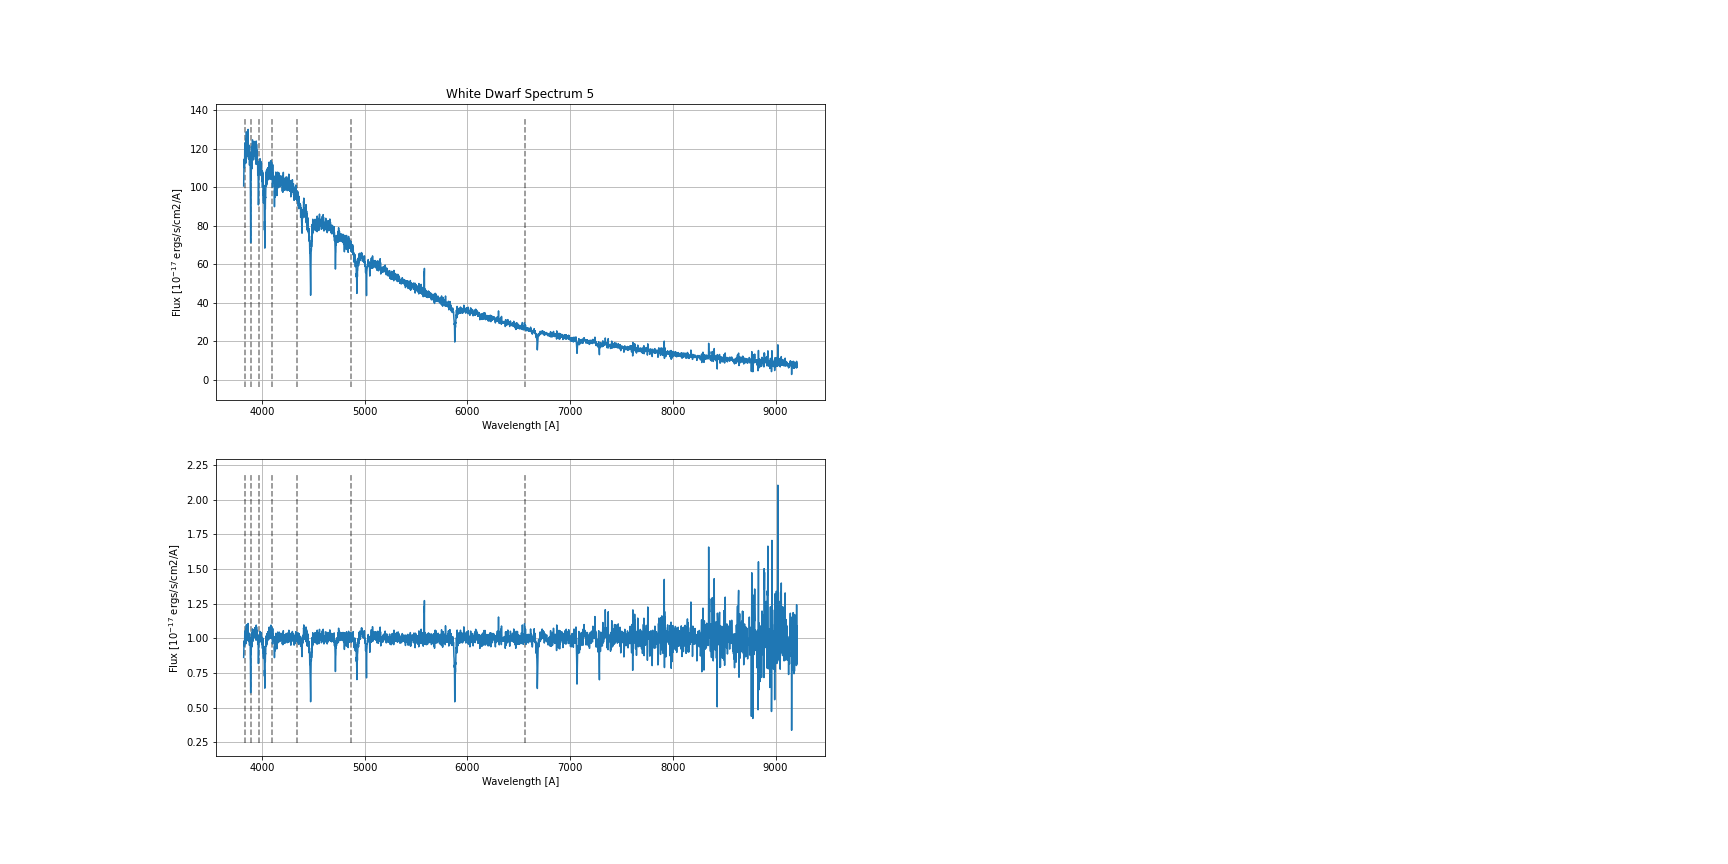 White Dwarf Spectrum 5
140
120
100
80
60
40
20
0
Flux [10⁻¹⁷ ergs/s/cm2/A]
4000 5000 6000 7000 8000 9000
Wavelength [A]
2.25
2.00
1.75
1.50
1.25
1.00
0.75
0.50
0.25
Flux [10⁻¹⁷ ergs/s/cm2/A]
4000 5000 6000 7000 8000 9000
Wavelength [A]